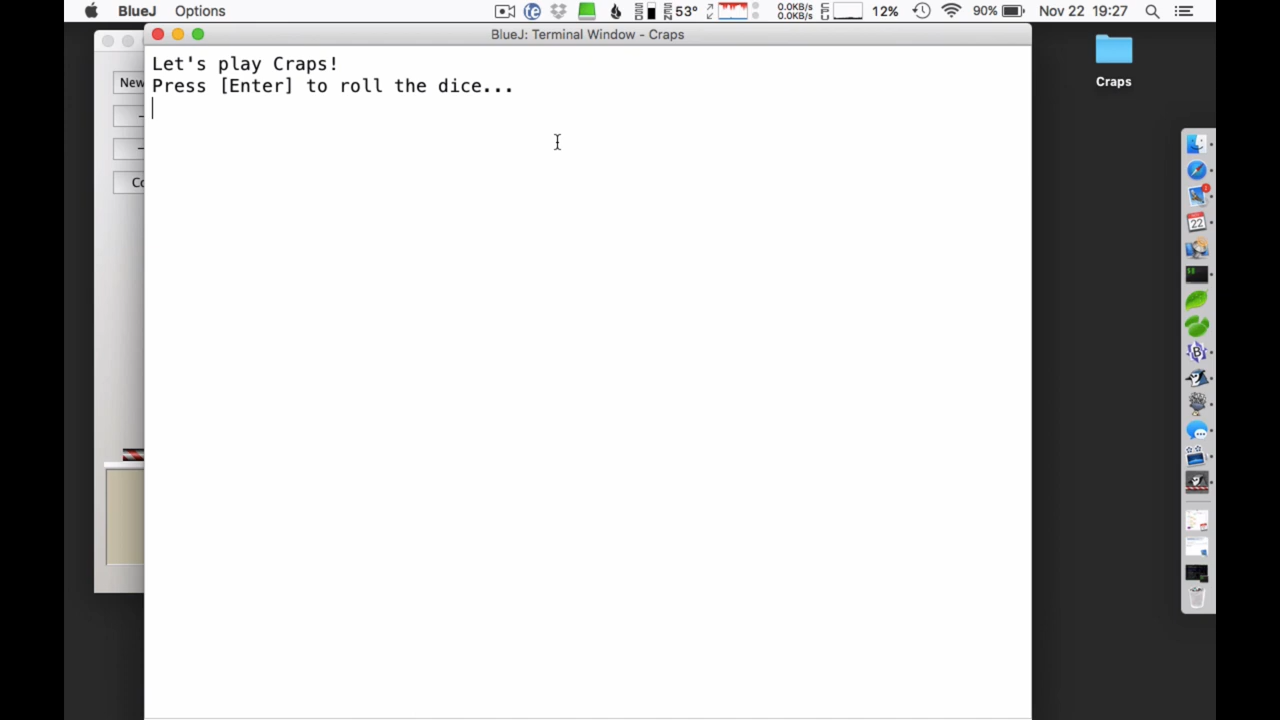 BlueJ Options 53° 0.0KB/s 0.0KB/s 12% 90% Nov 22 19:27
BlueJ: Terminal Window - Craps
Let's play Craps!
Press [Enter] to roll the dice...
New
Co
Craps
22